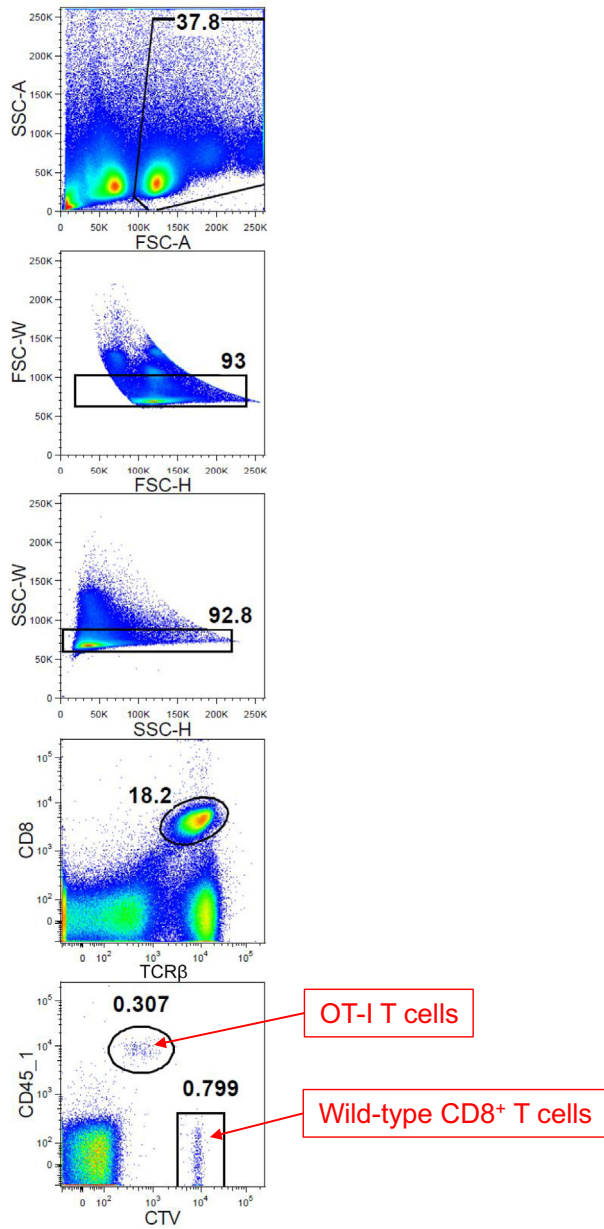 250K
200K
150K
100K
50K
0
SSC-A
37.8
0 50K 100K 150K 200K 250K
FSC-A
250K
200K
150K
100K
50K
0
FSC-W
93
0 50K 100K 150K 200K 250K
FSC-H
250K
200K
150K
100K
50K
0
SSC-W
92.8
0 50K 100K 150K 200K 250K
SSC-H
10⁵
10⁴
10³
10²
0
CD8
18.2
0 10² 10³ 10⁴ 10⁵
TCRβ
10⁵
10⁴
10³
10²
0
CD45_1
0.307
OT-I T cells
0.799
Wild-type CD8⁺ T cells
0 10² 10³ 10⁴ 10⁵
CTV